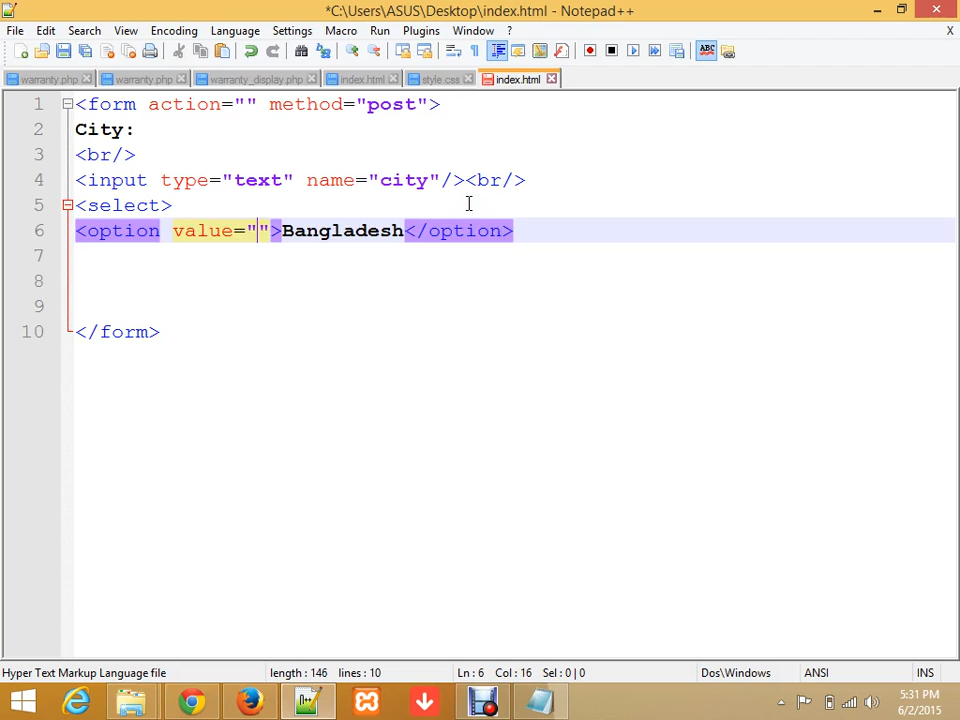 *C:\Users\ASUS\Desktop\index.html - Notepad++
File Edit Search View Encoding Language Settings Macro Run Plugins Window ? X
warranty.php warranty.php warranty_display.php index.html style.css index.html
1 <form action="" method="post">
2 City:
3 <br/>
4 <input type="text" name="city"/><br/>
5 <select>
6 <option value="">Bangladesh</option>
7
8
9
10 </form>
Hyper Text Markup Language file length : 146 lines : 10 Ln : 6 Col : 16 Sel : 0 | 0 Dos\Windows ANSI INS
5:31 PM
6/2/2015